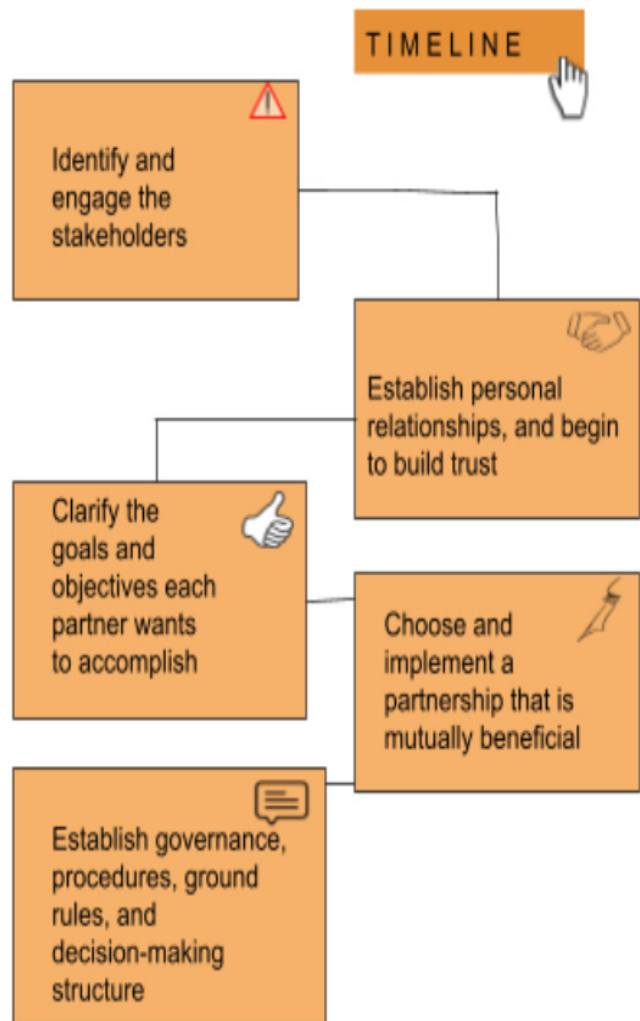 TIMELINE
Identify and
engage the
stakeholders
Establish personal
relationships, and begin
to build trust
Clarify the
goals and
objectives each
partner wants
to accomplish
Choose and
implement a
partnership that is
mutually beneficial
Establish governance,
procedures, ground
rules, and
decision-making
structure